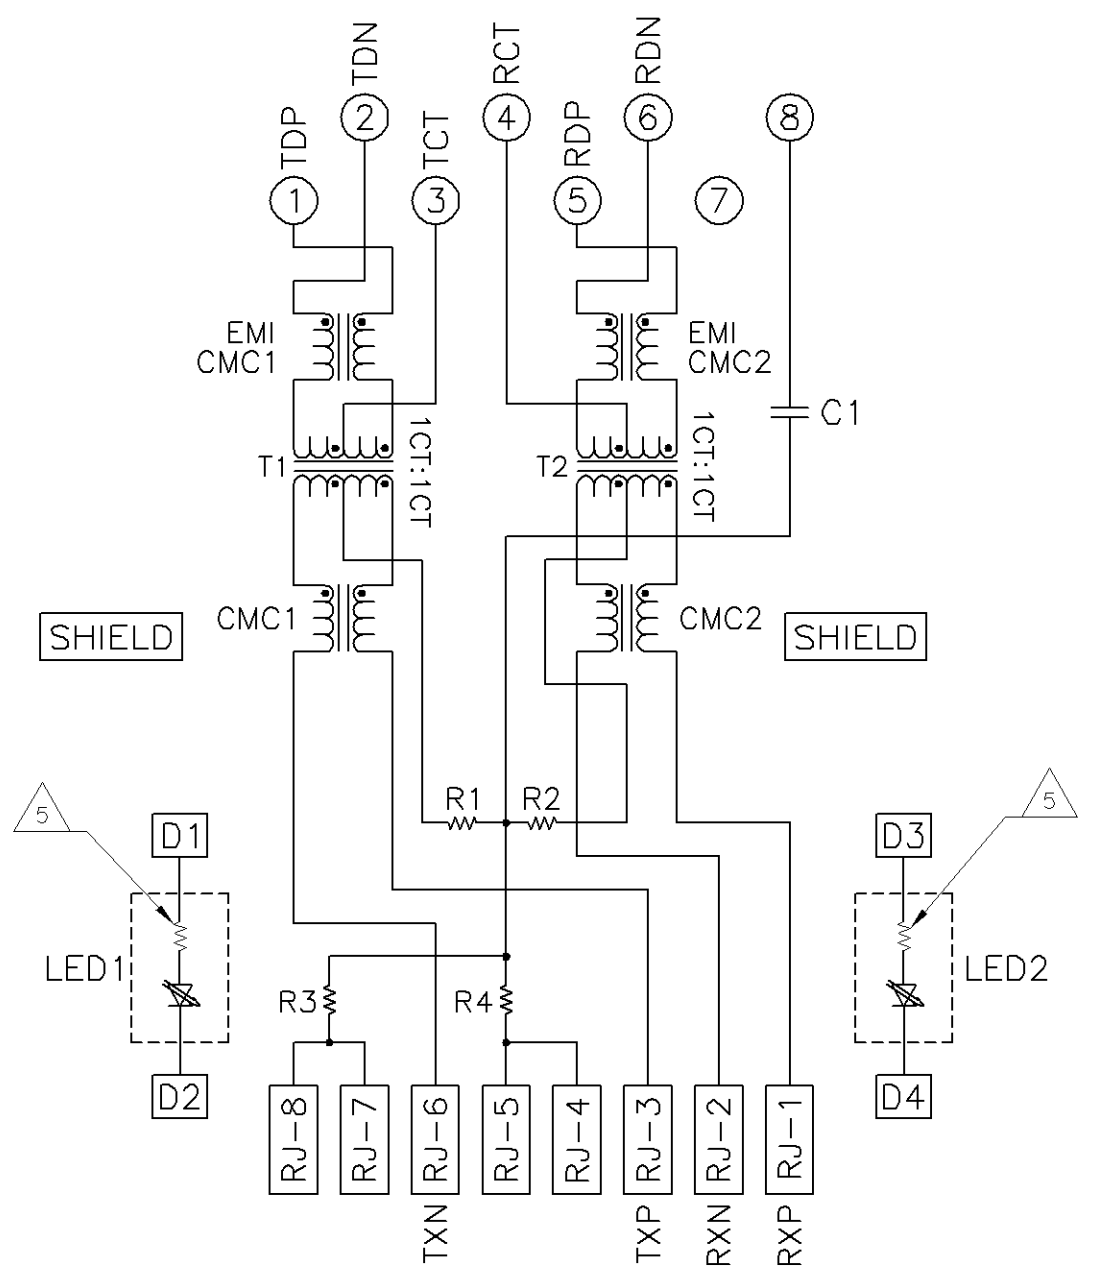 TDN
RCT
RDN
2
4
6
8
TDP
TCT
RDP
1
3
5
7
EMI
CMC1
EMI
CMC2
C1
T1
1CT:1CT
T2
1CT:1CT
SHIELD
CMC1
CMC2
SHIELD
R1
R2
5
5
D1
D3
LED1
LED2
R3
R4
D2
D4
RJ-8
RJ-7
RJ-6
RJ-5
RJ-4
RJ-3
RJ-2
RJ-1
TXN
TXP
RXN
RXP